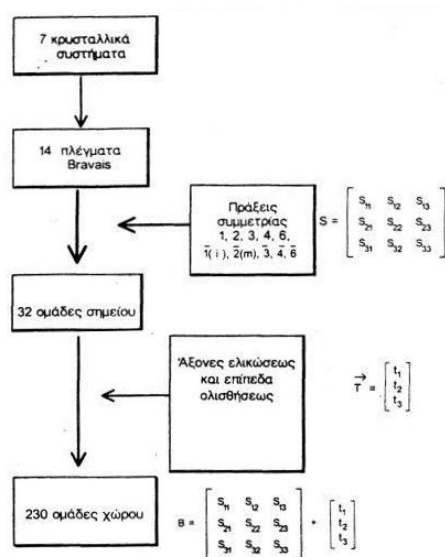 7 κρυσταλλικά
συστήματα
14 πλέγματα
Bravais
Πράξεις
συμμετρίας
1, 2, 3, 4, 6,
1̅( i ), 2̅(m), 3̅, 4̅, 6̅
S = [ S11 S12 S13
S21 S22 S23
S31 S32 S33 ]
32 ομάδες σημείου
Άξονες ελικώσεως
και επίπεδα
ολισθήσεως
T⃗ = [ t1
t2
t3 ]
230 ομάδες χώρου
B = [ S11 S12 S13
S21 S22 S23
S31 S32 S33 ] + [ t1
t2
t3 ]